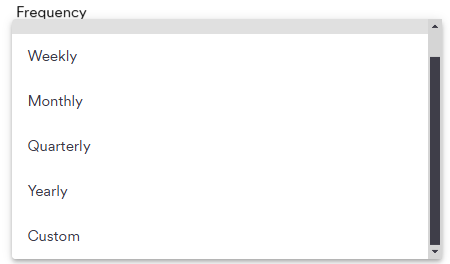 Frequency
Weekly
Monthly
Quarterly
Yearly
Custom